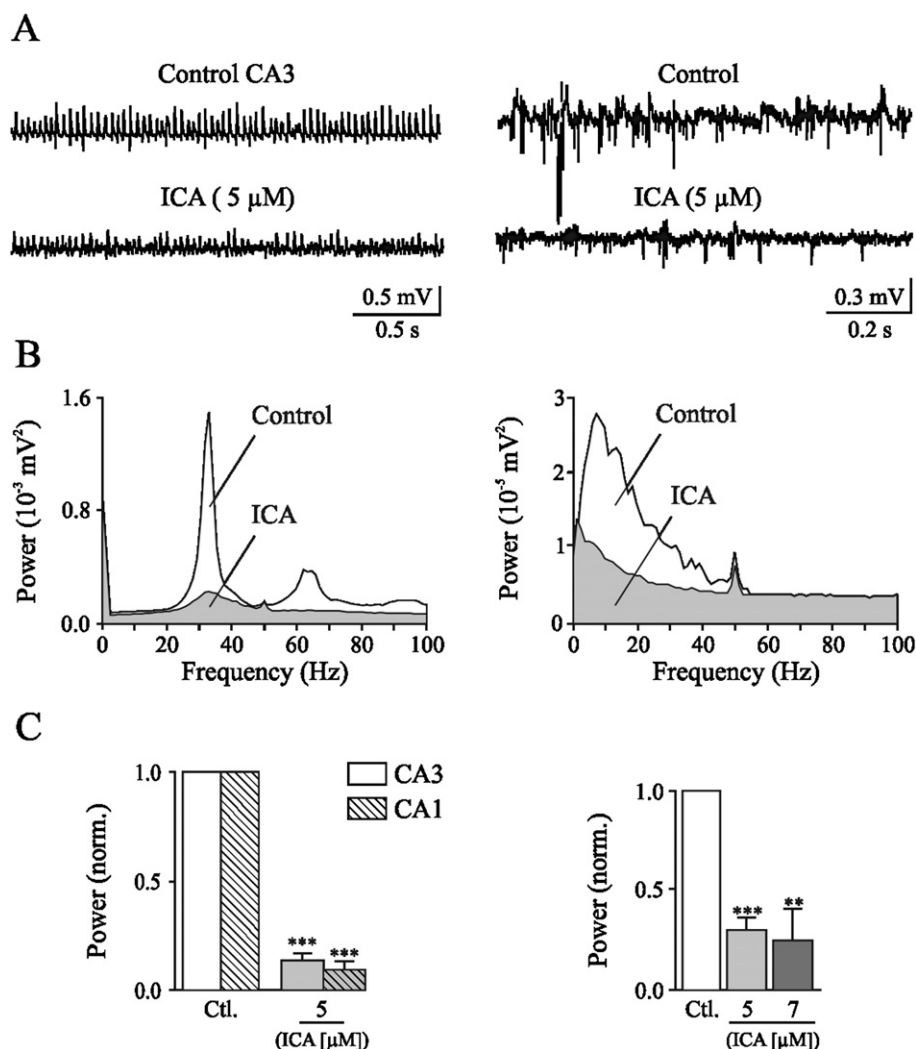 A
Control CA3
Control
ICA ( 5 μM)
ICA (5 μM)
0.5 mV
0.5 s
0.3 mV
0.2 s
B
1.6
0.8
0.0
Power (10⁻³ mV²)
Control
ICA
0 20 40 60 80 100
Frequency (Hz)
3
2
1
0
Power (10⁻⁵ mV²)
Control
ICA
0 20 40 60 80 100
Frequency (Hz)
C
1.0
0.5
0.0
Power (norm.)
CA3
CA1
*** ***
Ctl. 5
(ICA [μM])
1.0
0.5
0.0
Power (norm.)
*** **
Ctl. 5 7
(ICA [μM])